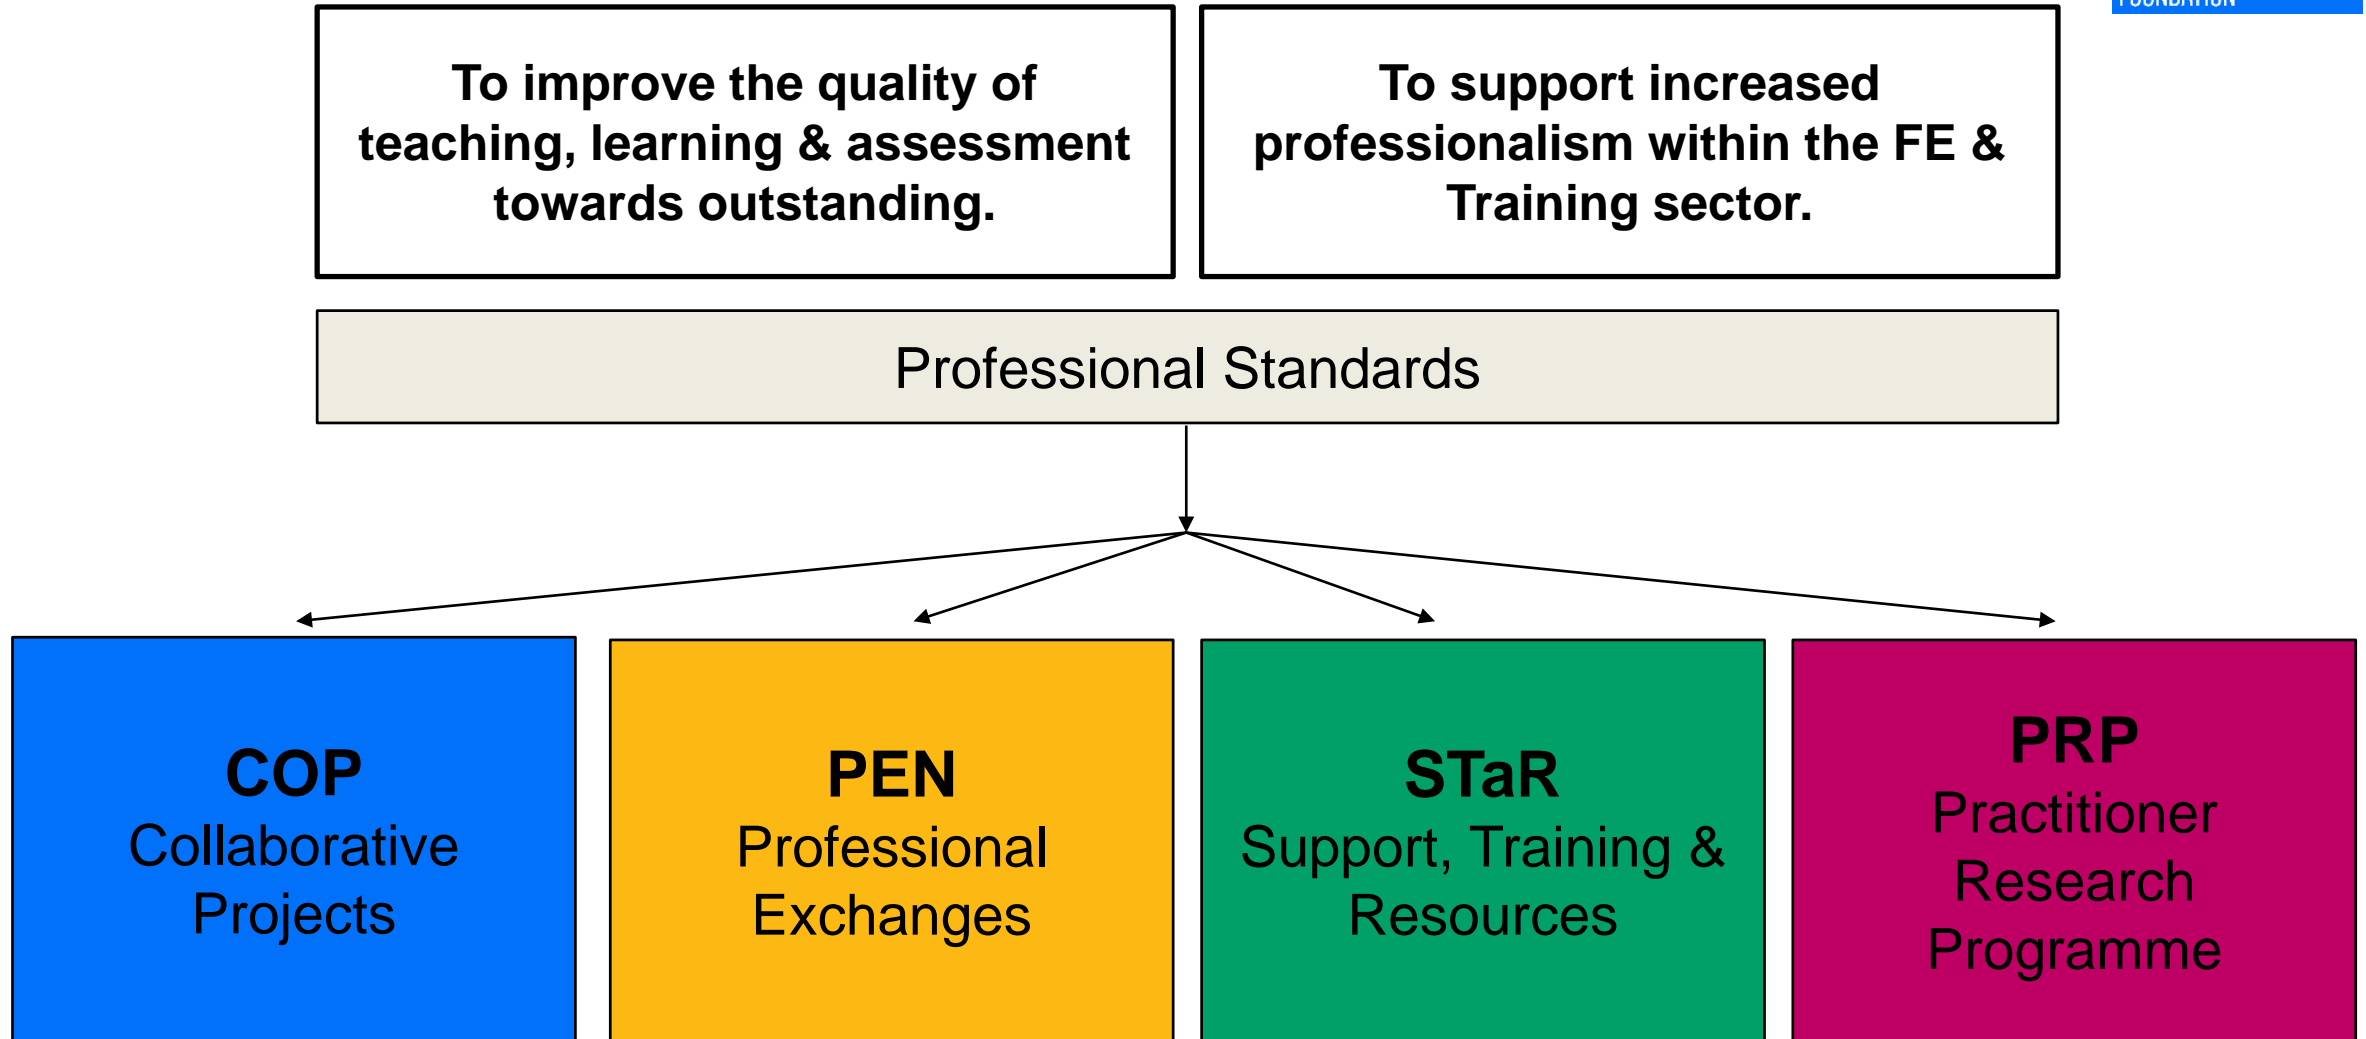 FOUNDATION
To improve the quality of
teaching, learning & assessment
towards outstanding.
To support increased
professionalism within the FE &
Training sector.
Professional Standards
COP
Collaborative
Projects
PEN
Professional
Exchanges
STaR
Support, Training &
Resources
PRP
Practitioner
Research
Programme